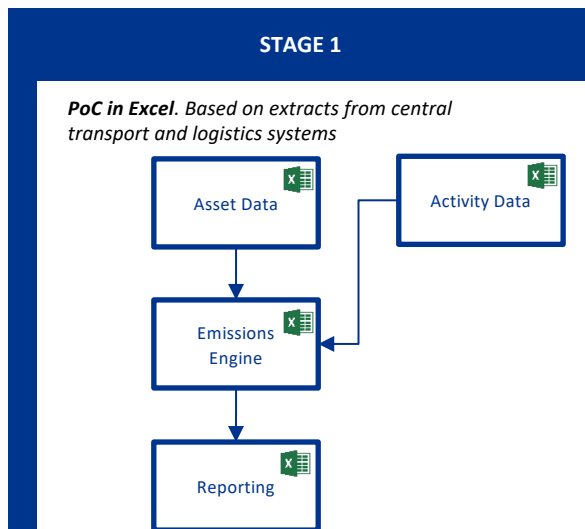 STAGE 1
PoC in Excel. Based on extracts from central
transport and logistics systems
Asset Data
Activity Data
Emissions
Engine
Reporting